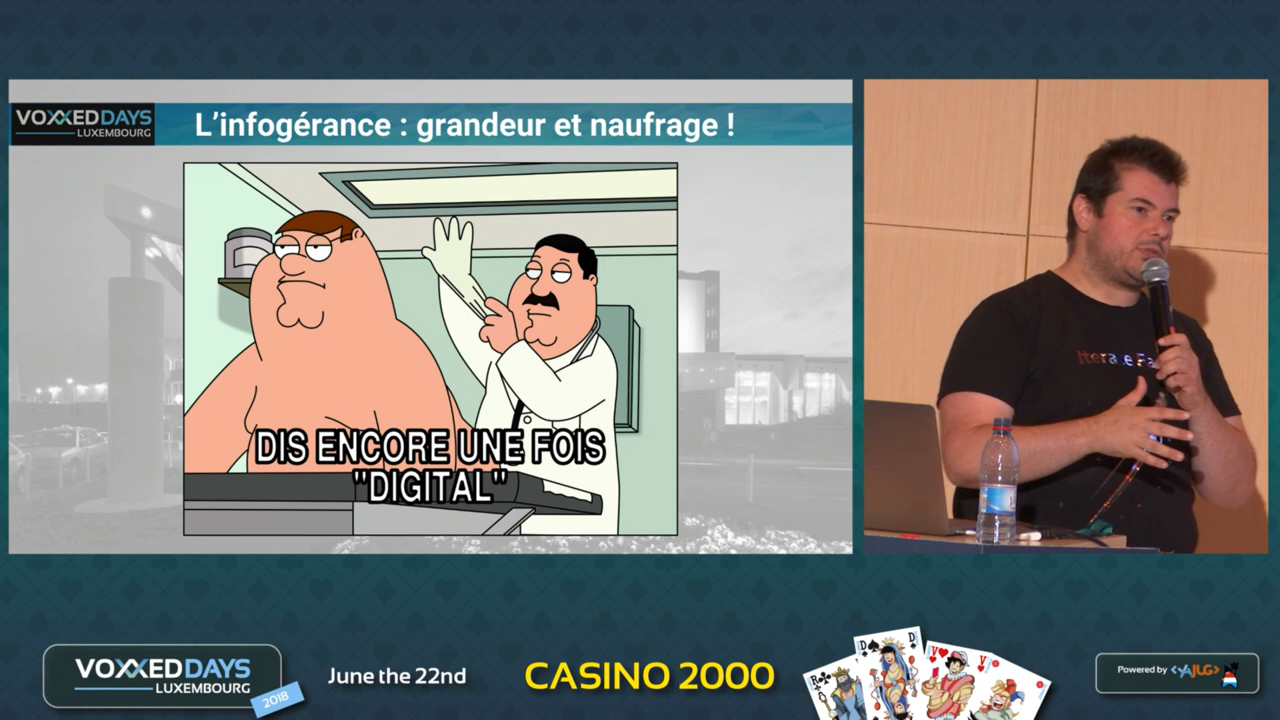 VOXXEDDAYS
LUXEMBOURG
L’infogérance : grandeur et naufrage !
DIS ENCORE UNE FOIS
"DIGITAL"
VOXXEDDAYS
LUXEMBOURG
2018
June the 22nd
CASINO 2000
D
D
R
V
V
Powered by <YAJUG>